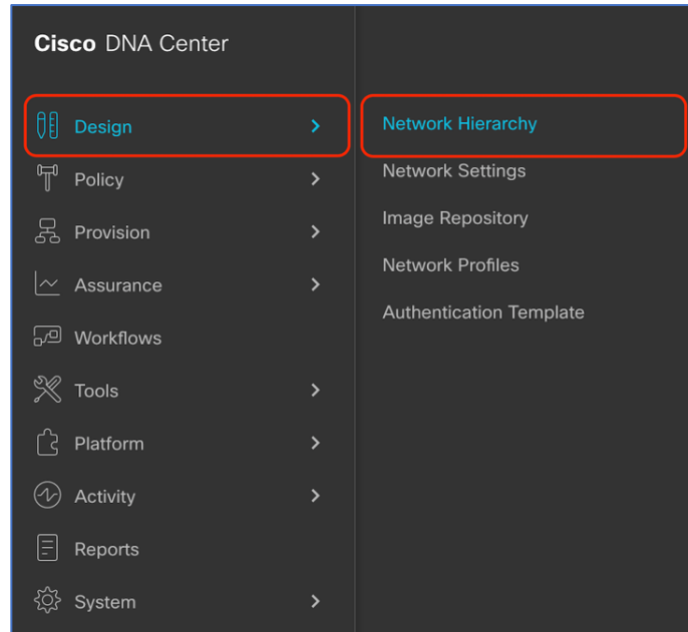 Cisco DNA Center
Design
Policy
Provision
Assurance
Workflows
Tools
Platform
Activity
Reports
System
Network Hierarchy
Network Settings
Image Repository
Network Profiles
Authentication Template